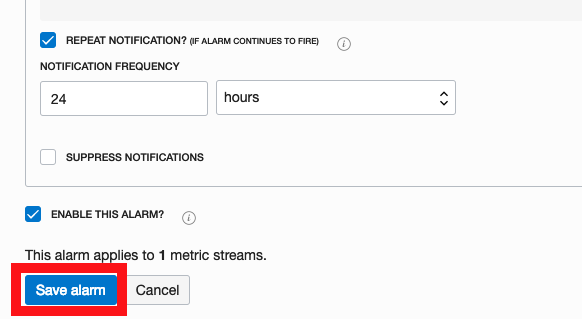 REPEAT NOTIFICATION? (IF ALARM CONTINUES TO FIRE) i
NOTIFICATION FREQUENCY
24 hours
SUPPRESS NOTIFICATIONS
ENABLE THIS ALARM? i
This alarm applies to 1 metric streams.
Save alarm Cancel